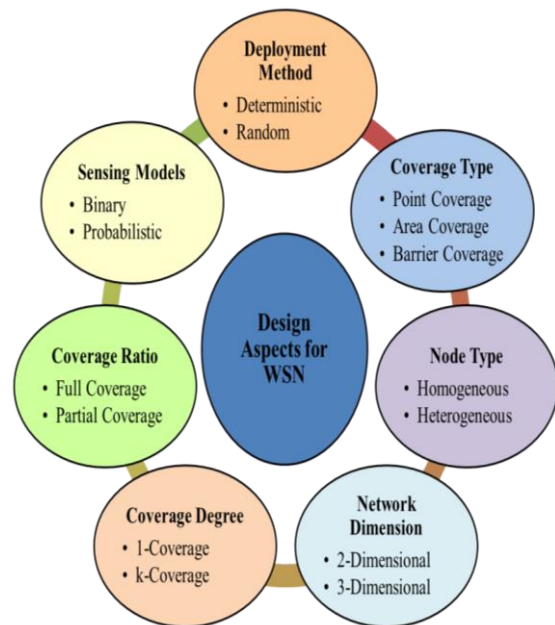 Deployment
Method
• Deterministic
• Random
Coverage Type
• Point Coverage
• Area Coverage
• Barrier Coverage
Node Type
• Homogeneous
• Heterogeneous
Network
Dimension
• 2-Dimensional
• 3-Dimensional
Coverage Degree
• 1-Coverage
• k-Coverage
Coverage Ratio
• Full Coverage
• Partial Coverage
Sensing Models
• Binary
• Probabilistic
Design
Aspects for
WSN